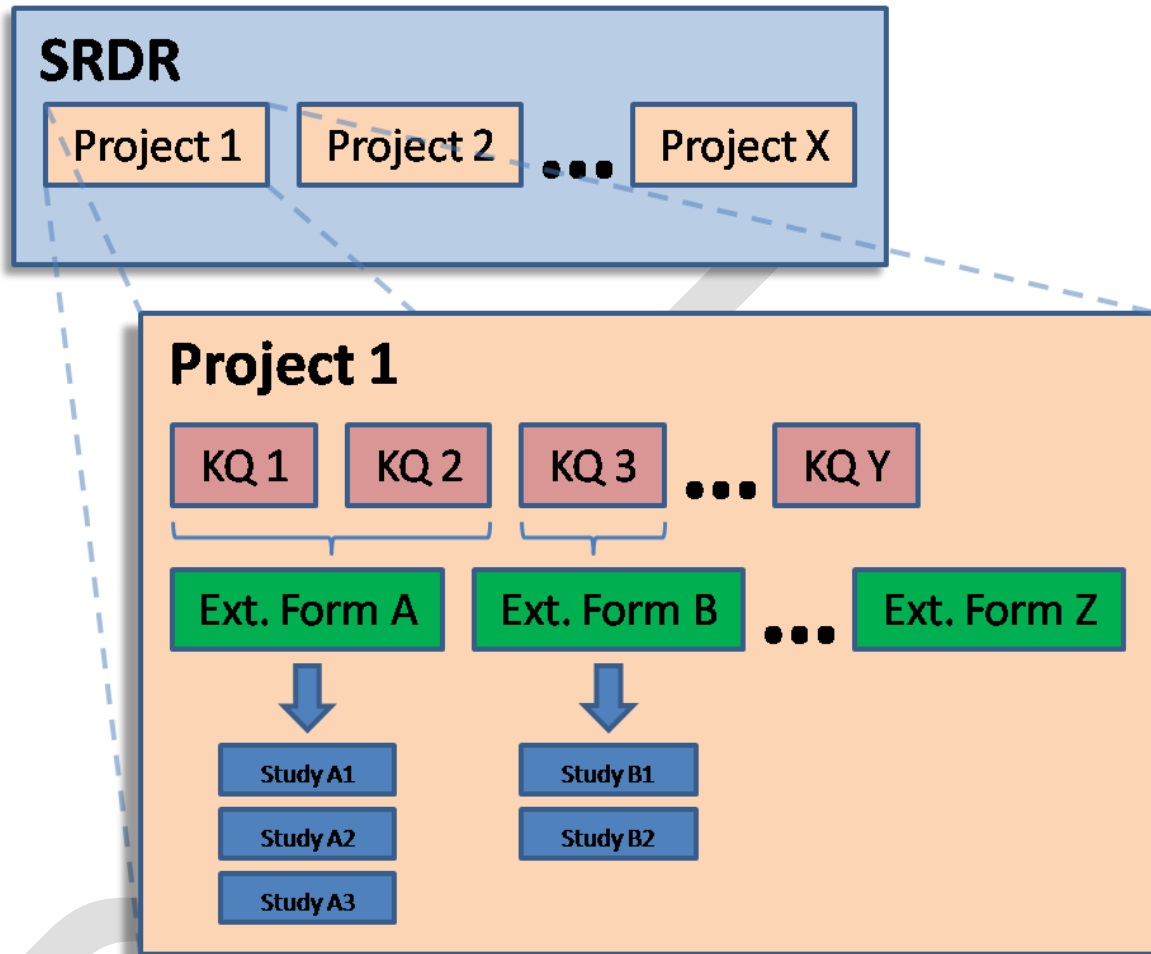 SRDR
Project 1 Project 2 ... Project X
Project 1
KQ 1 KQ 2 KQ 3 ... KQ Y
Ext. Form A Ext. Form B ... Ext. Form Z
Study A1 Study B1
Study A2 Study B2
Study A3